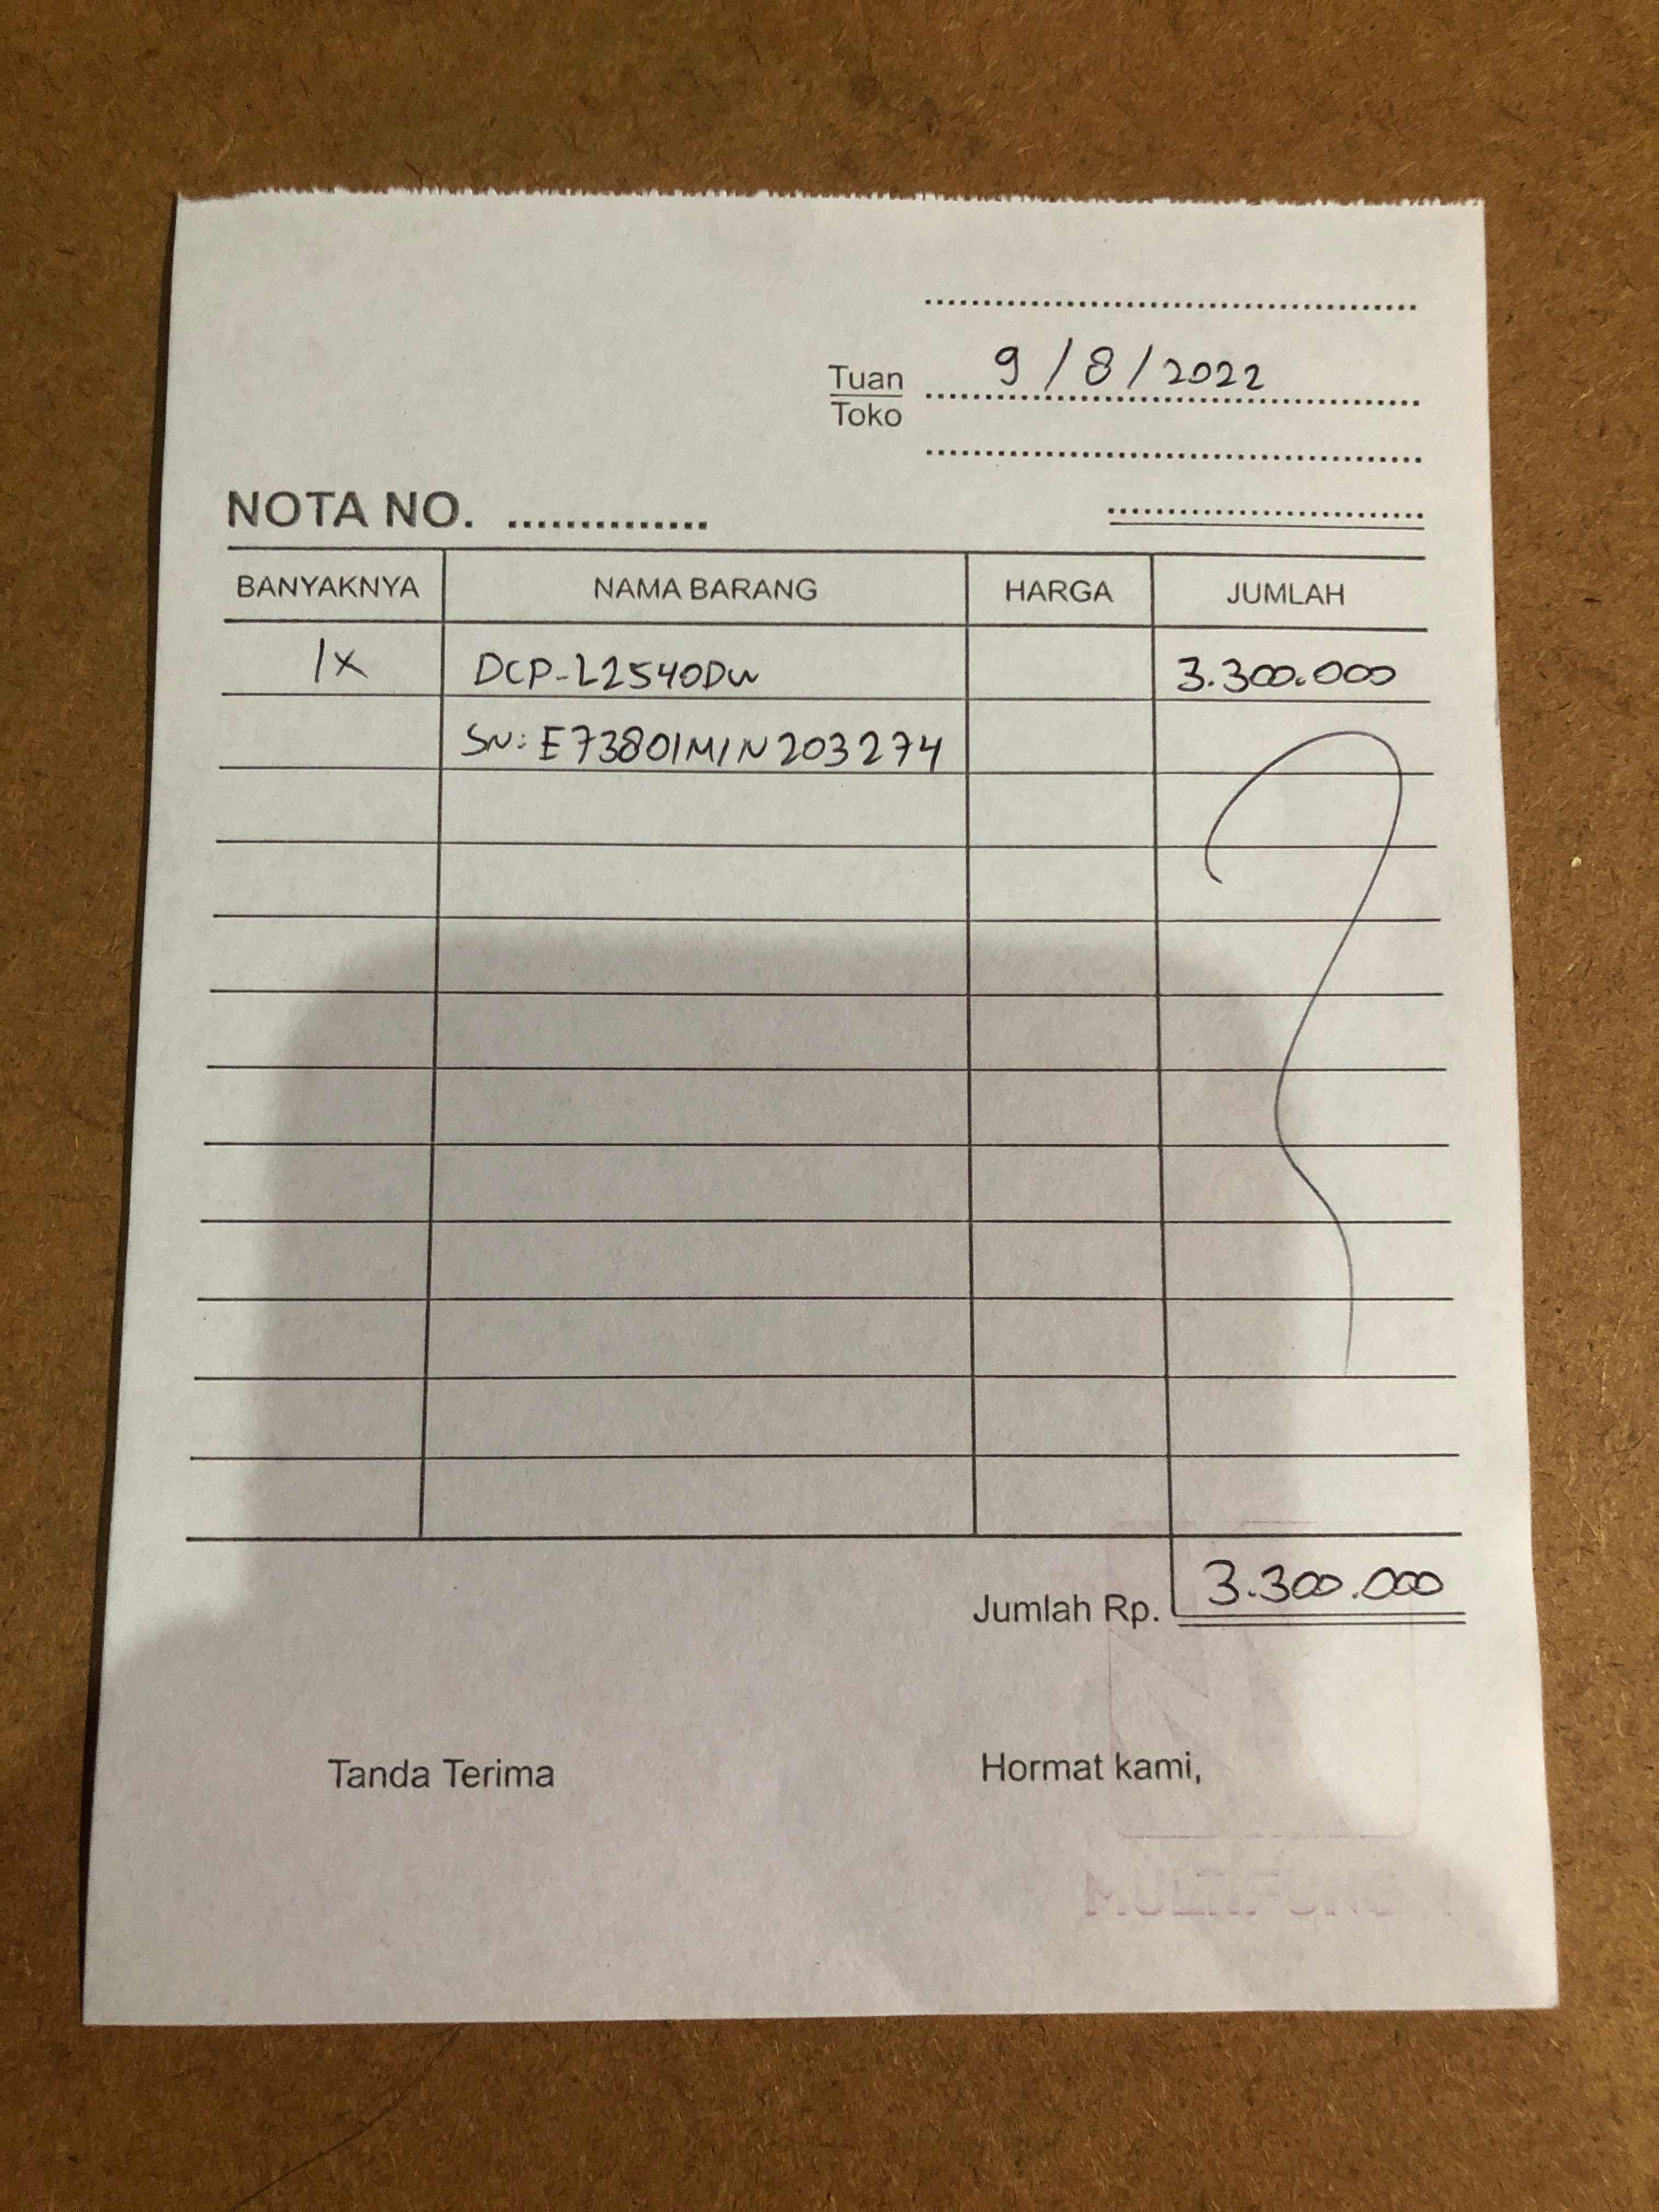 9/8/2022
Tuan
Toko
NOTA NO. ..............
BANYAKNYA NAMA BARANG HARGA JUMLAH
1x DCP-L2540DW 3.300.000
SN: E73801M1N203274
Jumlah Rp. 3.300.000
Tanda Terima Hormat kami,